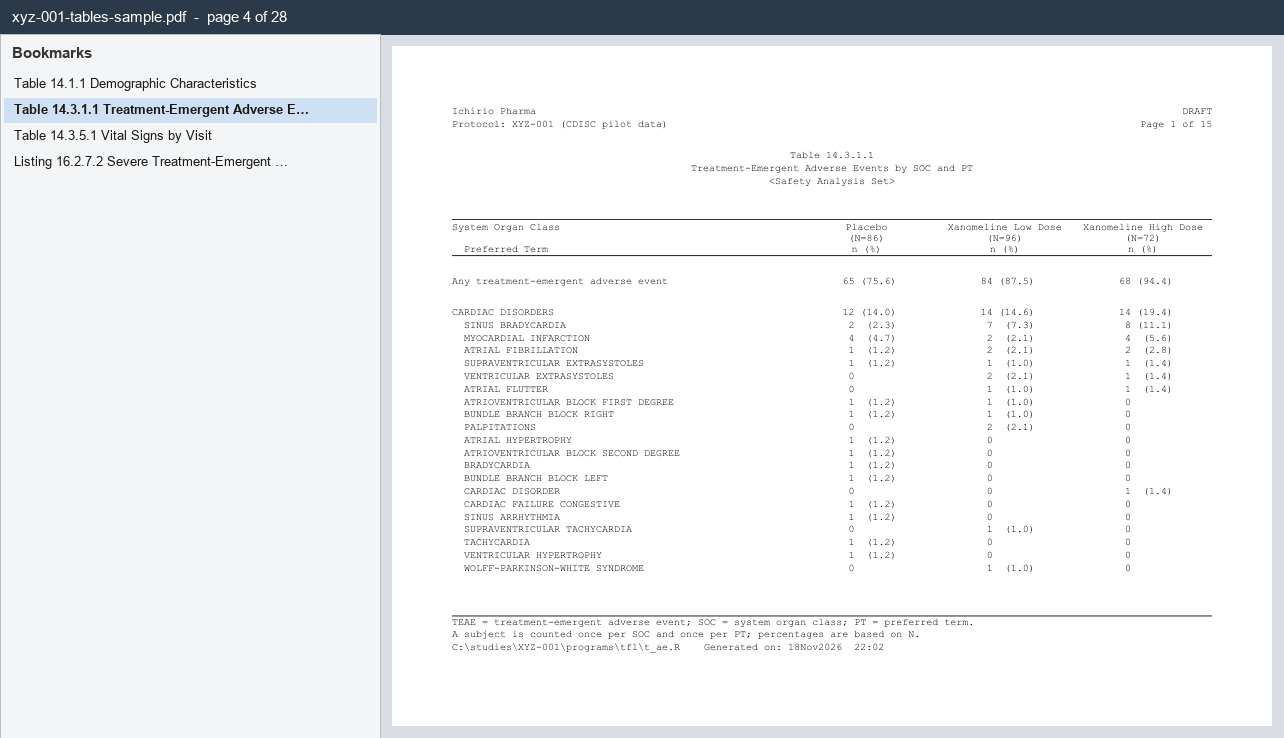 xyz-001-tables-sample.pdf - page 4 of 28
Bookmarks
Table 14.1.1 Demographic Characteristics
Table 14.3.1.1 Treatment-Emergent Adverse E…
Table 14.3.5.1 Vital Signs by Visit
Listing 16.2.7.2 Severe Treatment-Emergent …
Ichirio Pharma DRAFT
Protocol: XYZ-001 (CDISC pilot data) Page 1 of 15
Table 14.3.1.1
Treatment-Emergent Adverse Events by SOC and PT
<Safety Analysis Set>
System Organ Class Placebo Xanomeline Low Dose Xanomeline High Dose
(N=86) (N=96) (N=72)
Preferred Term n (%) n (%) n (%)
Any treatment-emergent adverse event 65 (75.6) 84 (87.5) 68 (94.4)
CARDIAC DISORDERS 12 (14.0) 14 (14.6) 14 (19.4)
SINUS BRADYCARDIA 2 (2.3) 7 (7.3) 8 (11.1)
MYOCARDIAL INFARCTION 4 (4.7) 2 (2.1) 4 (5.6)
ATRIAL FIBRILLATION 1 (1.2) 2 (2.1) 2 (2.8)
SUPRAVENTRICULAR EXTRASYSTOLES 1 (1.2) 1 (1.0) 1 (1.4)
VENTRICULAR EXTRASYSTOLES 0 2 (2.1) 1 (1.4)
ATRIAL FLUTTER 0 1 (1.0) 1 (1.4)
ATRIOVENTRICULAR BLOCK FIRST DEGREE 1 (1.2) 1 (1.0) 0
BUNDLE BRANCH BLOCK RIGHT 1 (1.2) 1 (1.0) 0
PALPITATIONS 0 2 (2.1) 0
ATRIAL HYPERTROPHY 1 (1.2) 0 0
ATRIOVENTRICULAR BLOCK SECOND DEGREE 1 (1.2) 0 0
BRADYCARDIA 1 (1.2) 0 0
BUNDLE BRANCH BLOCK LEFT 1 (1.2) 0 0
CARDIAC DISORDER 0 0 1 (1.4)
CARDIAC FAILURE CONGESTIVE 1 (1.2) 0 0
SINUS ARRHYTHMIA 1 (1.2) 0 0
SUPRAVENTRICULAR TACHYCARDIA 0 1 (1.0) 0
TACHYCARDIA 1 (1.2) 0 0
VENTRICULAR HYPERTROPHY 1 (1.2) 0 0
WOLFF-PARKINSON-WHITE SYNDROME 0 1 (1.0) 0
TEAE = treatment-emergent adverse event; SOC = system organ class; PT = preferred term.
A subject is counted once per SOC and once per PT; percentages are based on N.
C:\studies\XYZ-001\programs\tfl\t_ae.R Generated on: 18Nov2026 22:02